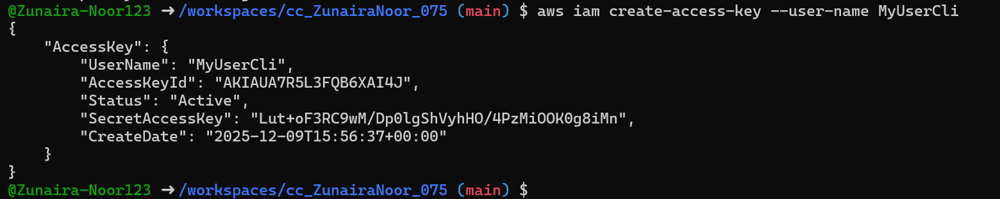 @Zunaira-Noor123 ➜ /workspaces/cc_ZunairaNoor_075 (main) $ aws iam create-access-key --user-name MyUserCli
{
    "AccessKey": {
        "UserName": "MyUserCli",
        "AccessKeyId": "AKIAUA7R5L3FQB6XAI4J",
        "Status": "Active",
        "SecretAccessKey": "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",
        "CreateDate": "2025-12-09T15:56:37+00:00"
    }
}
@Zunaira-Noor123 ➜ /workspaces/cc_ZunairaNoor_075 (main) $